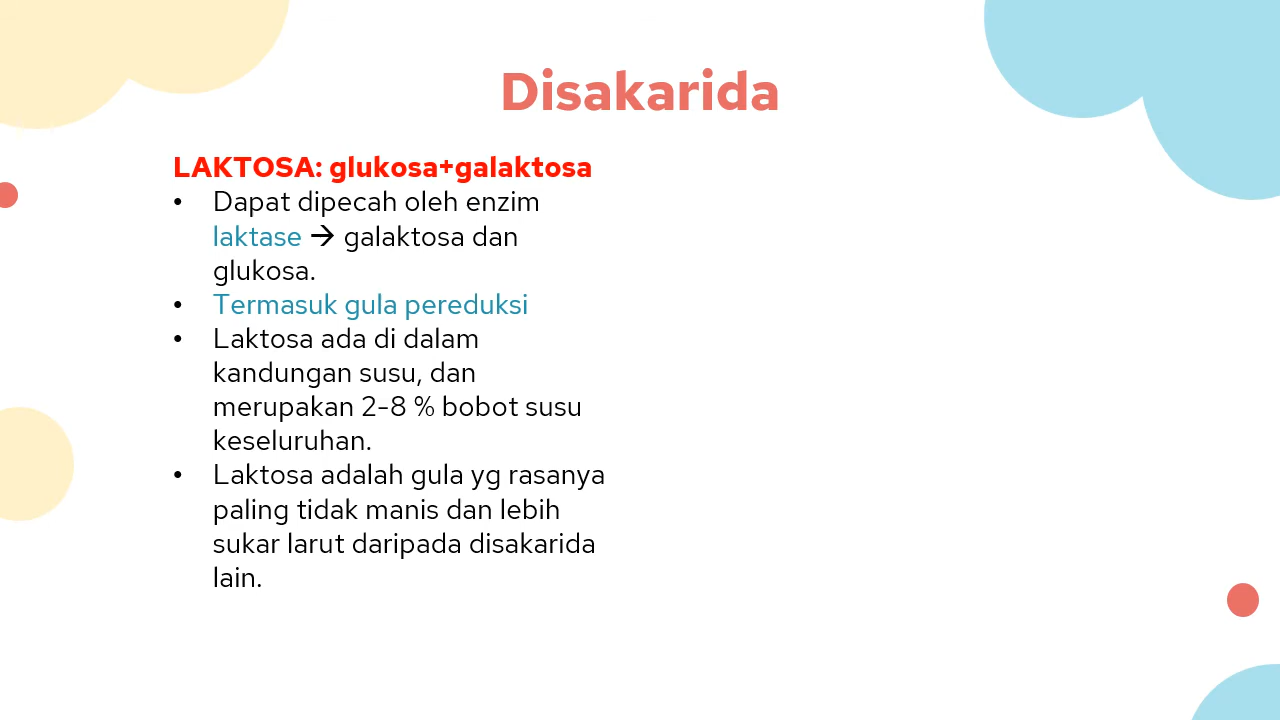 Disakarida
LAKTOSA: glukosa+galaktosa
• Dapat dipecah oleh enzim
laktase → galaktosa dan
glukosa.
• Termasuk gula pereduksi
• Laktosa ada di dalam
kandungan susu, dan
merupakan 2-8 % bobot susu
keseluruhan.
• Laktosa adalah gula yg rasanya
paling tidak manis dan lebih
sukar larut daripada disakarida
lain.